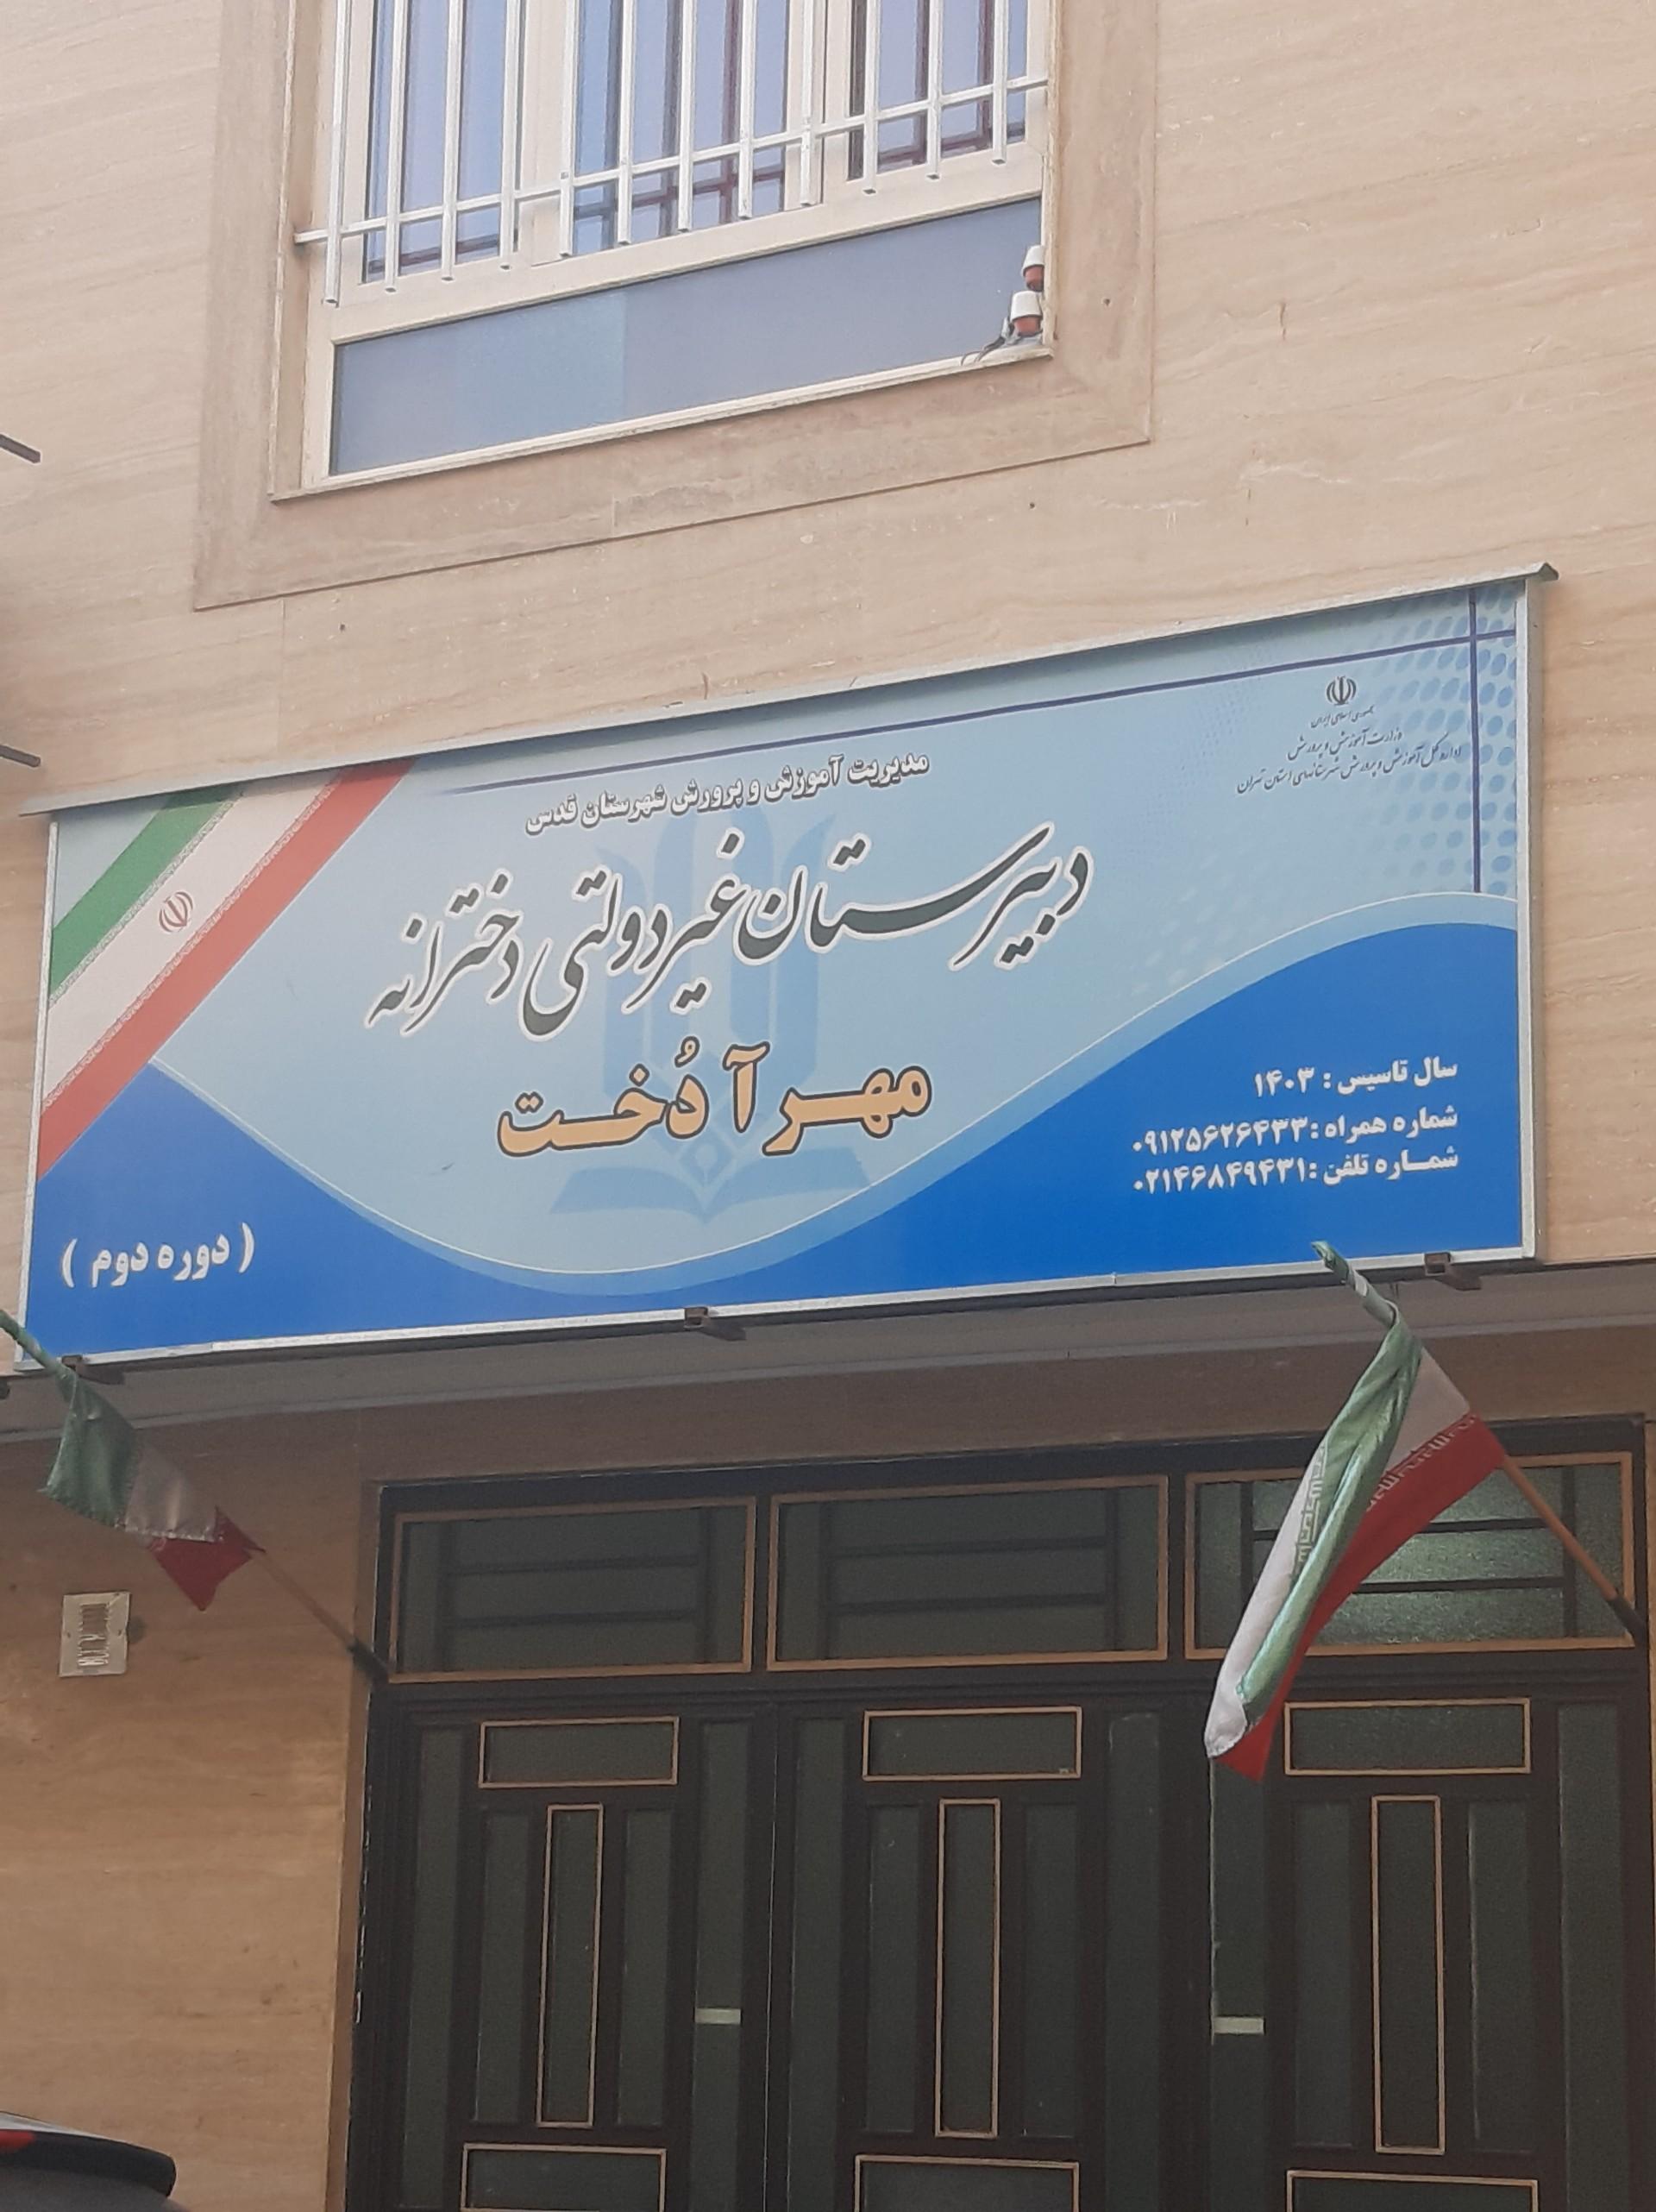 جمهوری اسلامی ایران
وزارت آموزش و پرورش
اداره کل آموزش و پرورش شهرستانهای استان تهران
مدیریت آموزش و پرورش شهرستان قدس
دبیرستان غیردولتی دخترانه
مهر آ دُخت
سال تاسیس : ۱۴۰۳
شماره همراه :۰۹۱۲۵۶۲۶۴۳۳
شماره تلفن :۰۲۱۴۶۸۴۹۴۳۱
( دوره دوم )